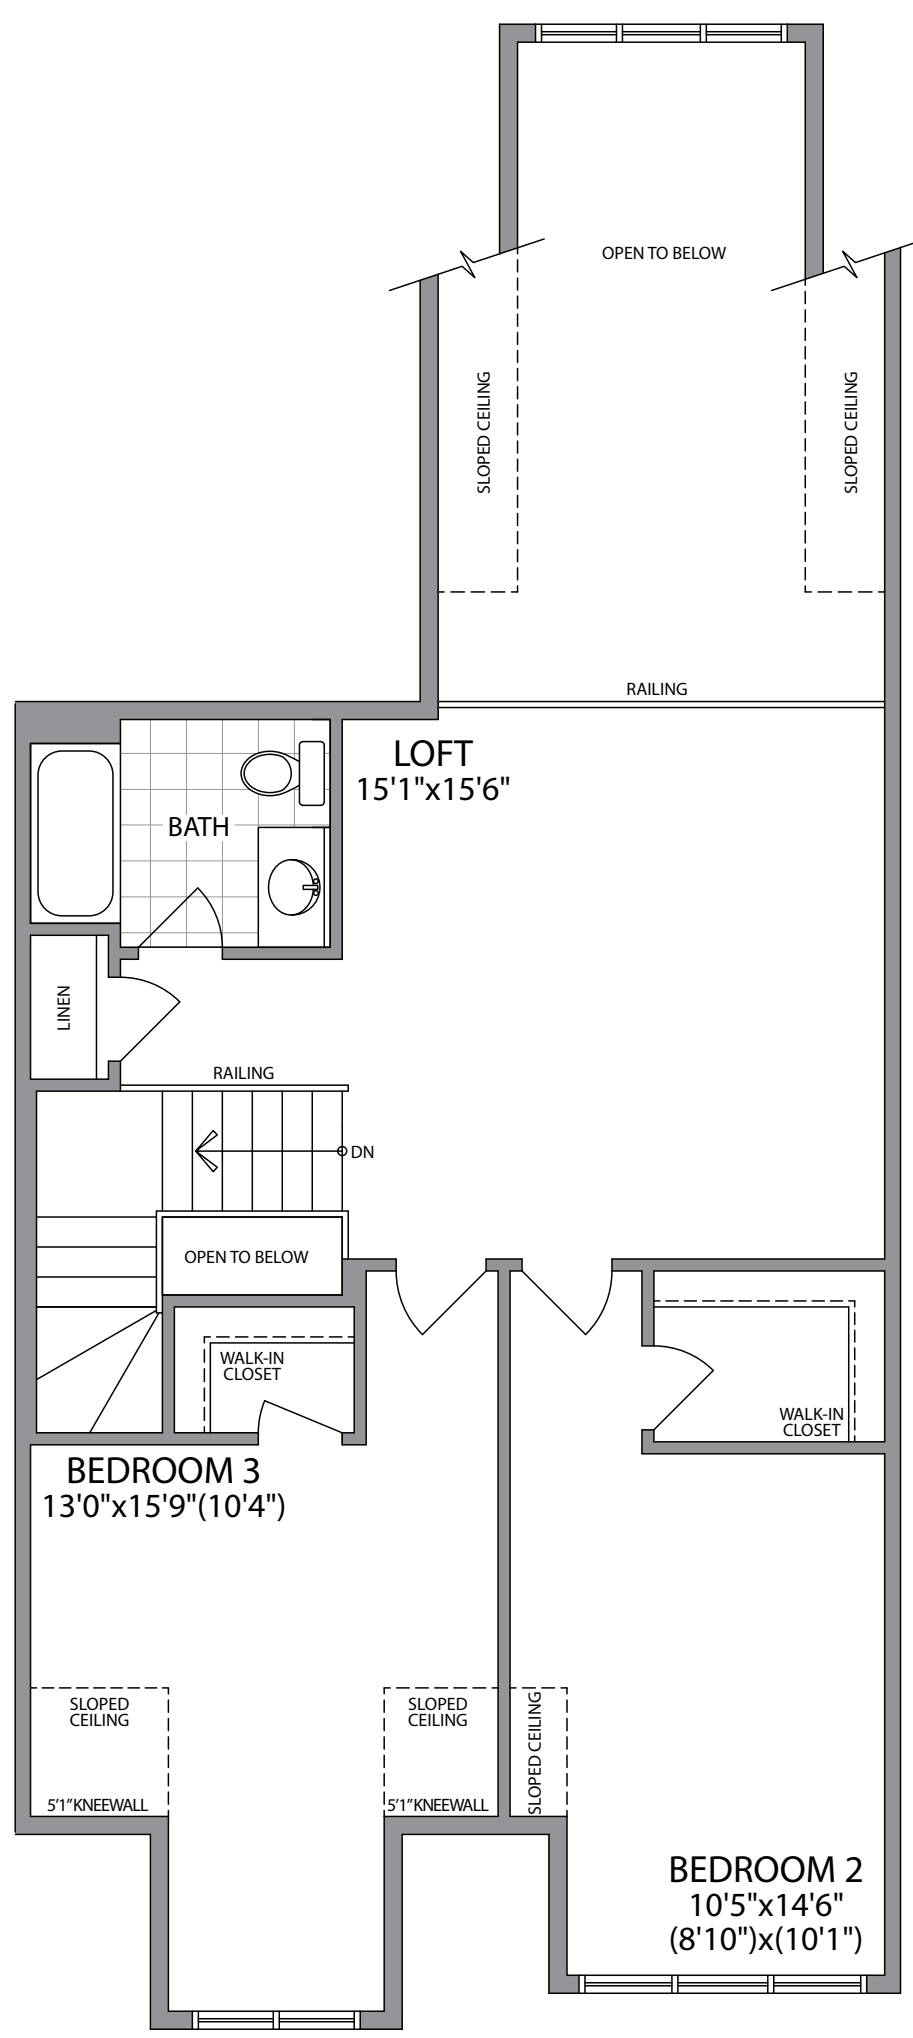 OPEN TO BELOW
SLOPED CEILING
SLOPED CEILING
RAILING
LOFT
15'1"x15'6"
BATH
LINEN
RAILING
DN
OPEN TO BELOW
WALK-IN
CLOSET
WALK-IN
CLOSET
BEDROOM 3
13'0"x15'9"(10'4")
SLOPED
CEILING
SLOPED
CEILING
SLOPED CEILING
5'1" KNEEWALL
5'1" KNEEWALL
BEDROOM 2
10'5"x14'6"
(8'10")x(10'1")